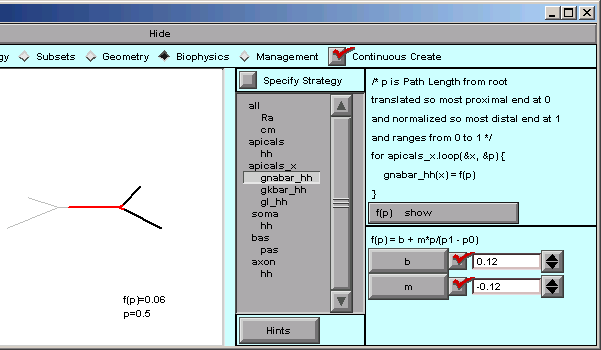 Hide
gy Subsets Geometry Biophysics Management Continuous Create
Specify Strategy
all
Ra
cm
apicals
hh
apicals_x
gnabar_hh
gkbar_hh
gl_hh
soma
hh
bas
pas
axon
hh
Hints
f(p)=0.06
p=0.5
/* p is Path Length from root
translated so most proximal end at 0
and normalized so most distal end at 1
and ranges from 0 to 1 */
for apicals_x.loop(&x, &p) {
gnabar_hh(x) = f(p)
}
f(p) show
f(p) = b + m*p/(p1 - p0)
b 0.12
m -0.12